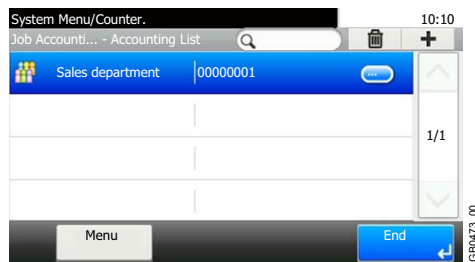 System Menu/Counter. 10:10
Job Accounti... - Accounting List
Sales department 00000001
1/1
Menu End
GB0473_00